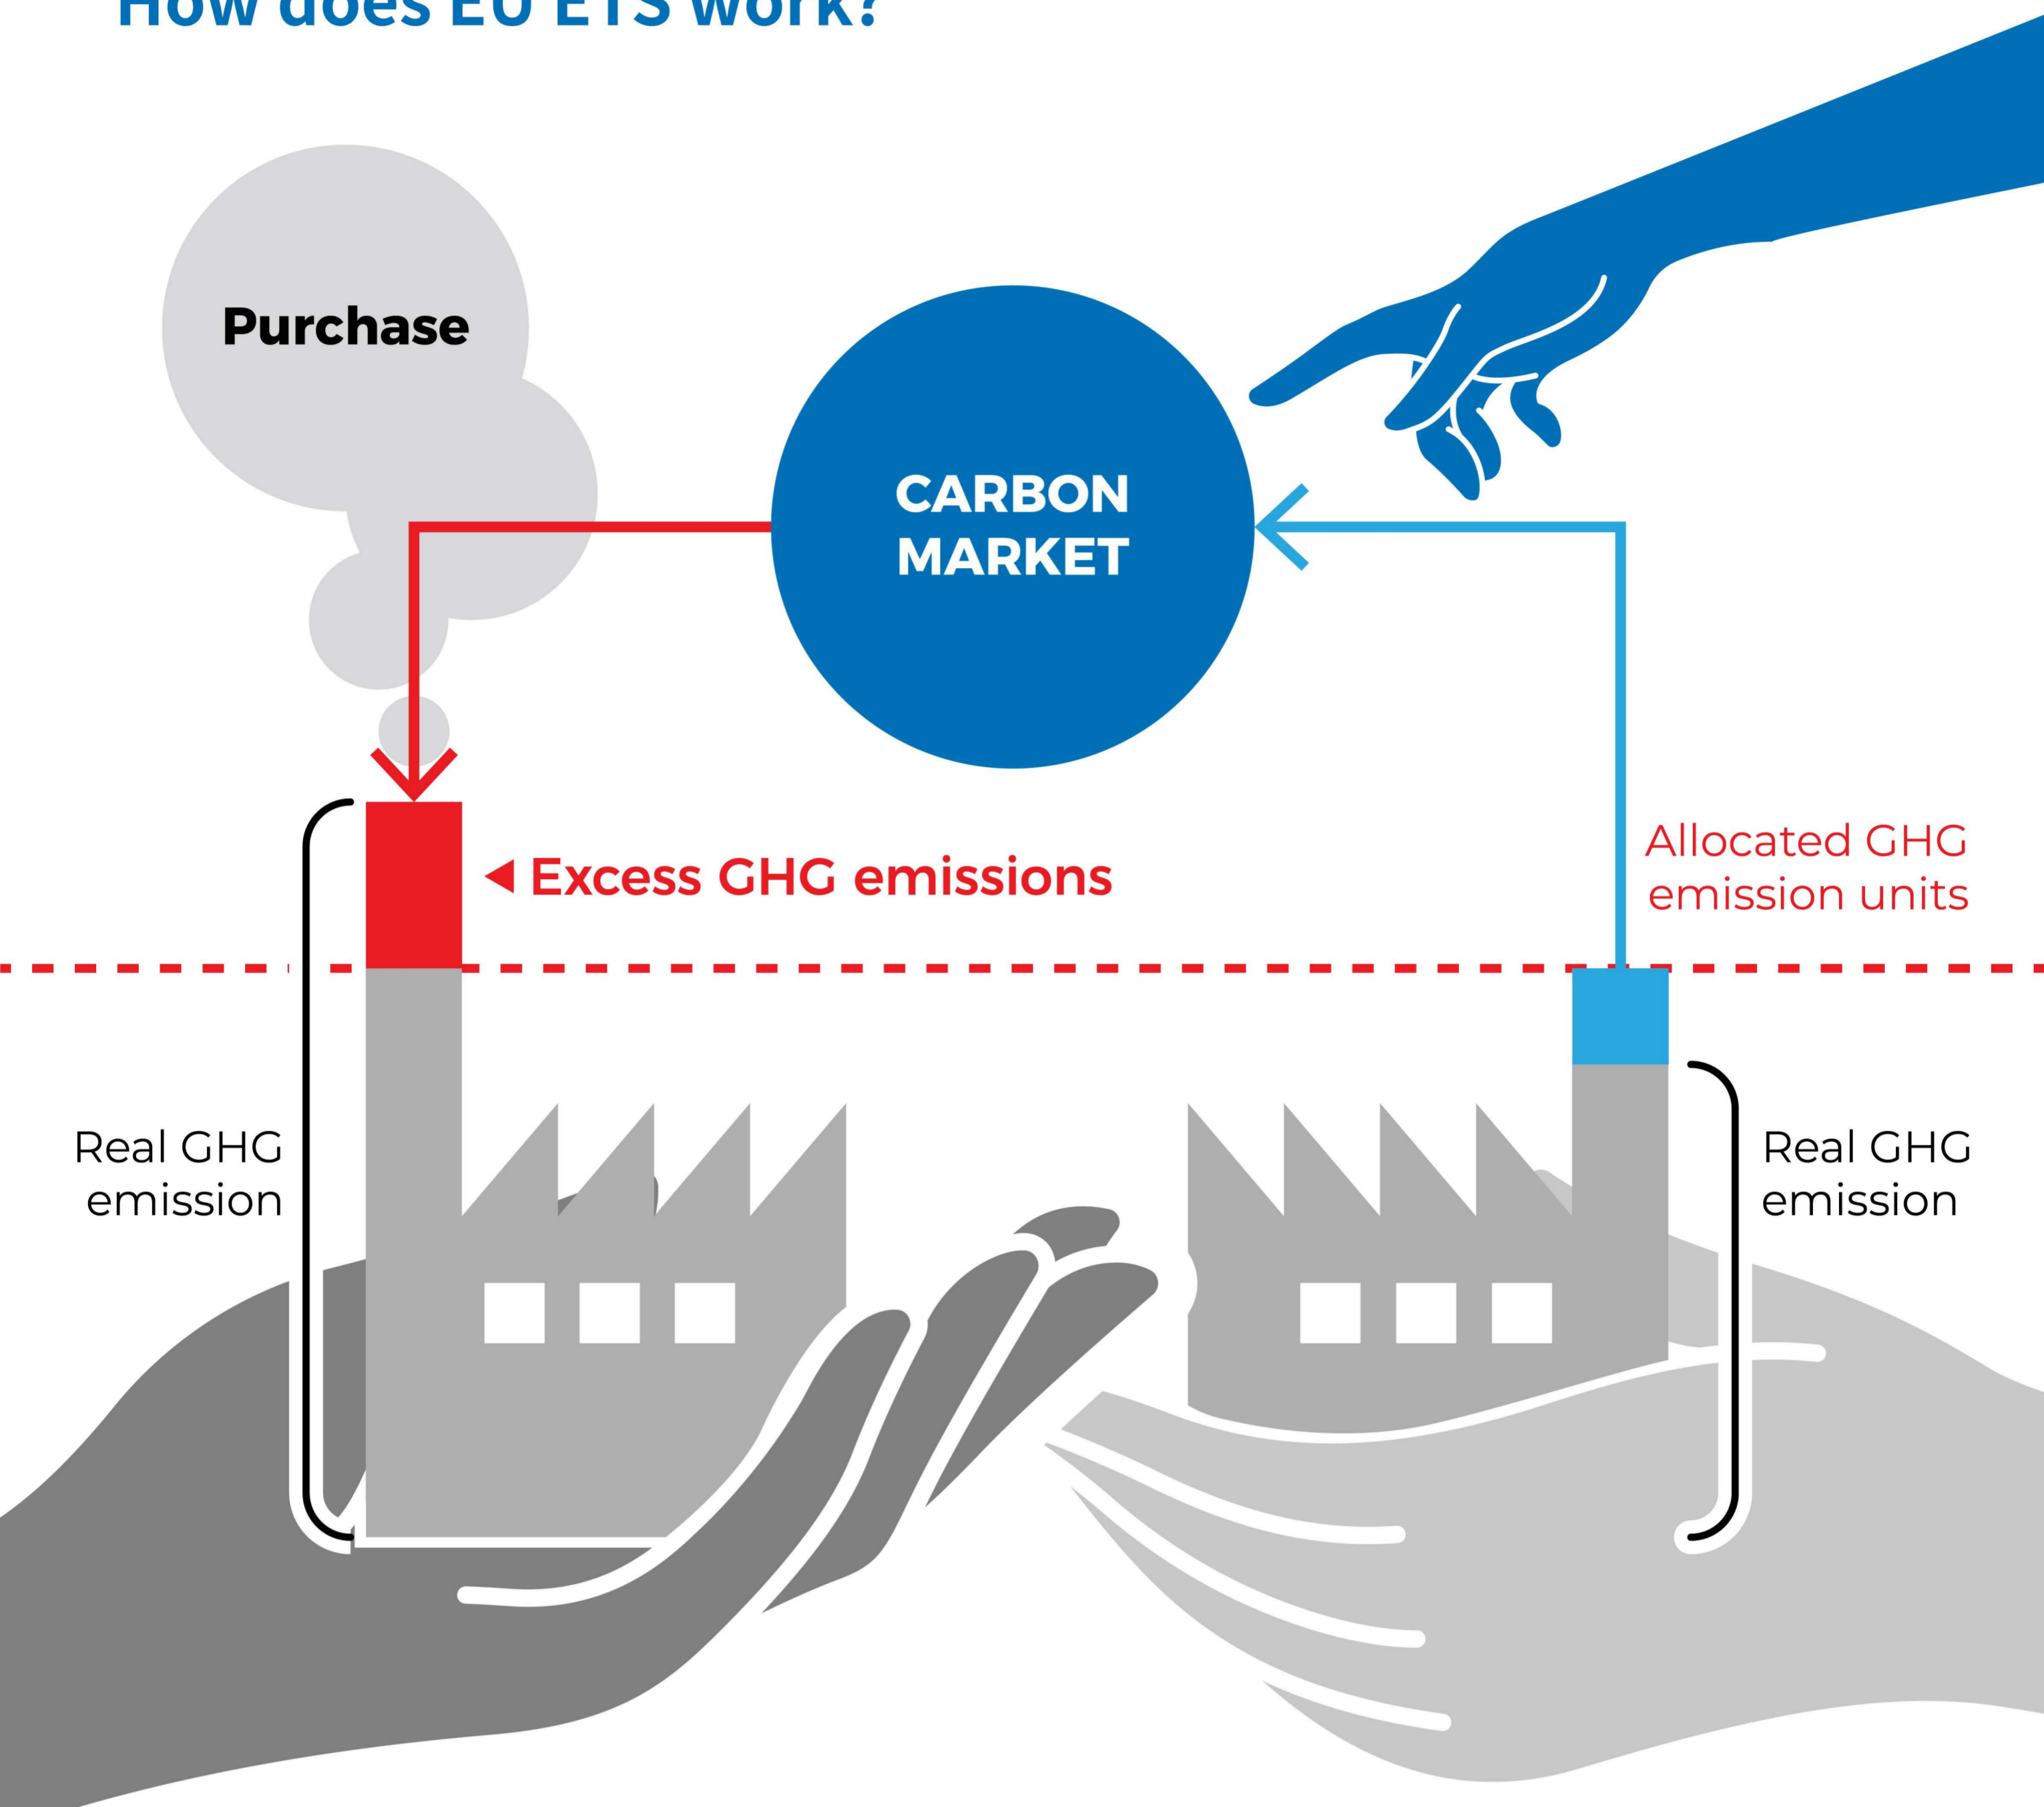 How does EU ETS work?
Purchase
CARBON
MARKET
Excess GHG emissions
Allocated GHG
emission units
Real GHG
emission
Real GHG
emission